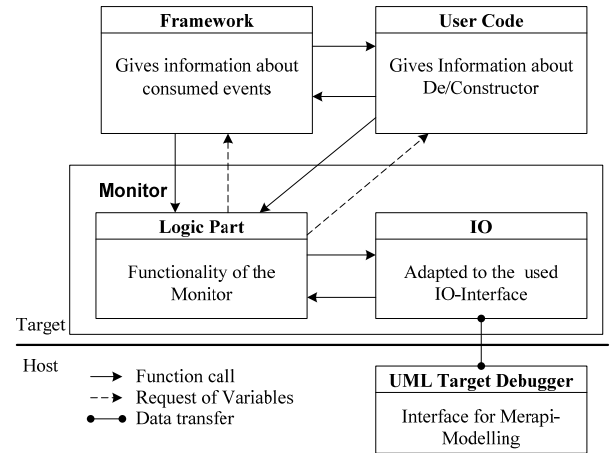 Framework
Gives information about
consumed events
User Code
Gives Information about
De/Constructor
Monitor
Logic Part
Functionality of the
Monitor
IO
Adapted to the used
IO-Interface
Target
Host
Function call
Request of Variables
Data transfer
UML Target Debugger
Interface for Merapi-
Modelling